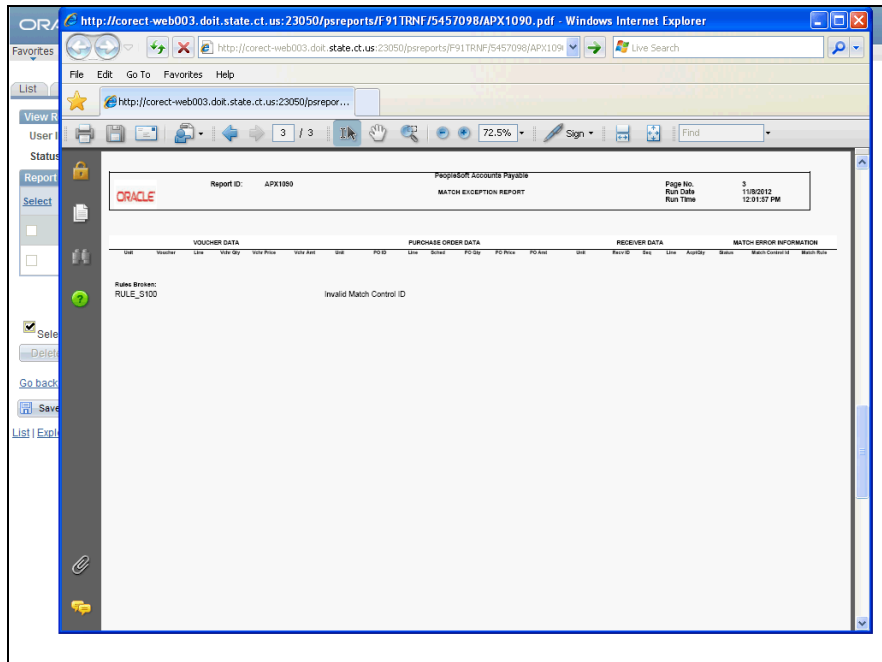 ORA
http://corect-web003.doit.state.ct.us:23050/psreports/F91TRNF/5457098/APX1090.pdf - Windows Internet Explorer
Favorites
http://corect-web003.doit.state.ct.us:23050/psreports/F91TRNF/5457098/APX109
Live Search
File Edit Go To Favorites Help
List
http://corect-web003.doit.state.ct.us:23050/psrepor...
View R
User I
3 / 3
72.5%
Sign
Find
Status
Report
Select
PeopleSoft Accounts Payable
Report ID: APX1090
MATCH EXCEPTION REPORT
Page No. 3
Run Date 11/8/2012
Run Time 12:01:57 PM
ORACLE
VOUCHER DATA PURCHASE ORDER DATA RECEIVER DATA MATCH ERROR INFORMATION
Unit Voucher Line Vchr Qty Vchr Price Vchr Amt Unit PO ID Line Sched PO Qty PO Price PO Amt Unit Recv ID Seq Line AcptQty Status Match Control Id Match Rule
Rules Broken:
RULE_S100 Invalid Match Control ID
Sele
Delete
Go back
Save
List | Explo